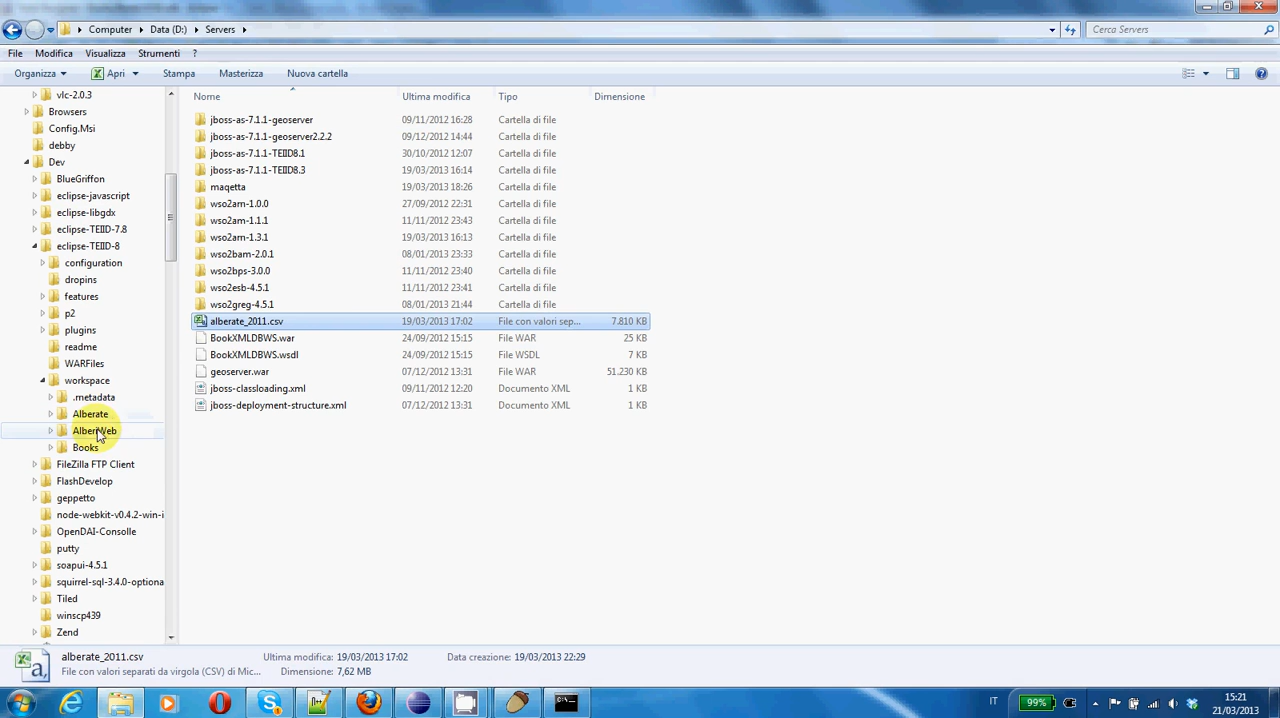 Computer Data (D:) Servers Cerca Servers
File Modifica Visualizza Strumenti ?
Organizza Apri Stampa Masterizza Nuova cartella
Nome Ultima modifica Tipo Dimensione
vlc-2.0.3
Browsers
Config.Msi
debby
Dev
BlueGriffon
eclipse-javascript
eclipse-libgdx
eclipse-TEIID-7.8
eclipse-TEIID-8
configuration
dropins
features
p2
plugins
readme
WARFiles
workspace
.metadata
Alberate
AlberiWeb
Books
FileZilla FTP Client
FlashDevelop
geppetto
node-webkit-v0.4.2-win-i
OpenDAI-Consolle
putty
soapui-4.5.1
squirrel-sql-3.4.0-optiona
Tiled
winscp439
Zend
jboss-as-7.1.1-geoserver 09/11/2012 16:28 Cartella di file
jboss-as-7.1.1-geoserver2.2.2 09/12/2012 14:44 Cartella di file
jboss-as-7.1.1-TEIID8.1 30/10/2012 12:07 Cartella di file
jboss-as-7.1.1-TEIID8.3 19/03/2013 16:14 Cartella di file
maqetta 19/03/2013 18:26 Cartella di file
wso2am-1.0.0 27/09/2012 22:31 Cartella di file
wso2am-1.1.1 11/11/2012 23:43 Cartella di file
wso2am-1.3.1 19/03/2013 16:13 Cartella di file
wso2bam-2.0.1 08/01/2013 23:33 Cartella di file
wso2bps-3.0.0 11/11/2012 23:40 Cartella di file
wso2esb-4.5.1 11/11/2012 23:41 Cartella di file
wso2greg-4.5.1 08/01/2013 21:44 Cartella di file
alberate_2011.csv 19/03/2013 17:02 File con valori sep... 7.810 KB
BookXMLDBWS.war 24/09/2012 15:15 File WAR 25 KB
BookXMLDBWS.wsdl 24/09/2012 15:15 File WSDL 7 KB
geoserver.war 07/12/2012 13:31 File WAR 51.230 KB
jboss-classloading.xml 09/11/2012 12:20 Documento XML 1 KB
jboss-deployment-structure.xml 07/12/2012 13:31 Documento XML 1 KB
alberate_2011.csv Ultima modifica: 19/03/2013 17:02 Data creazione: 19/03/2013 22:29
File con valori separati da virgola (CSV) di Mic... Dimensione: 7,62 MB
IT 99% 15:21
21/03/2013